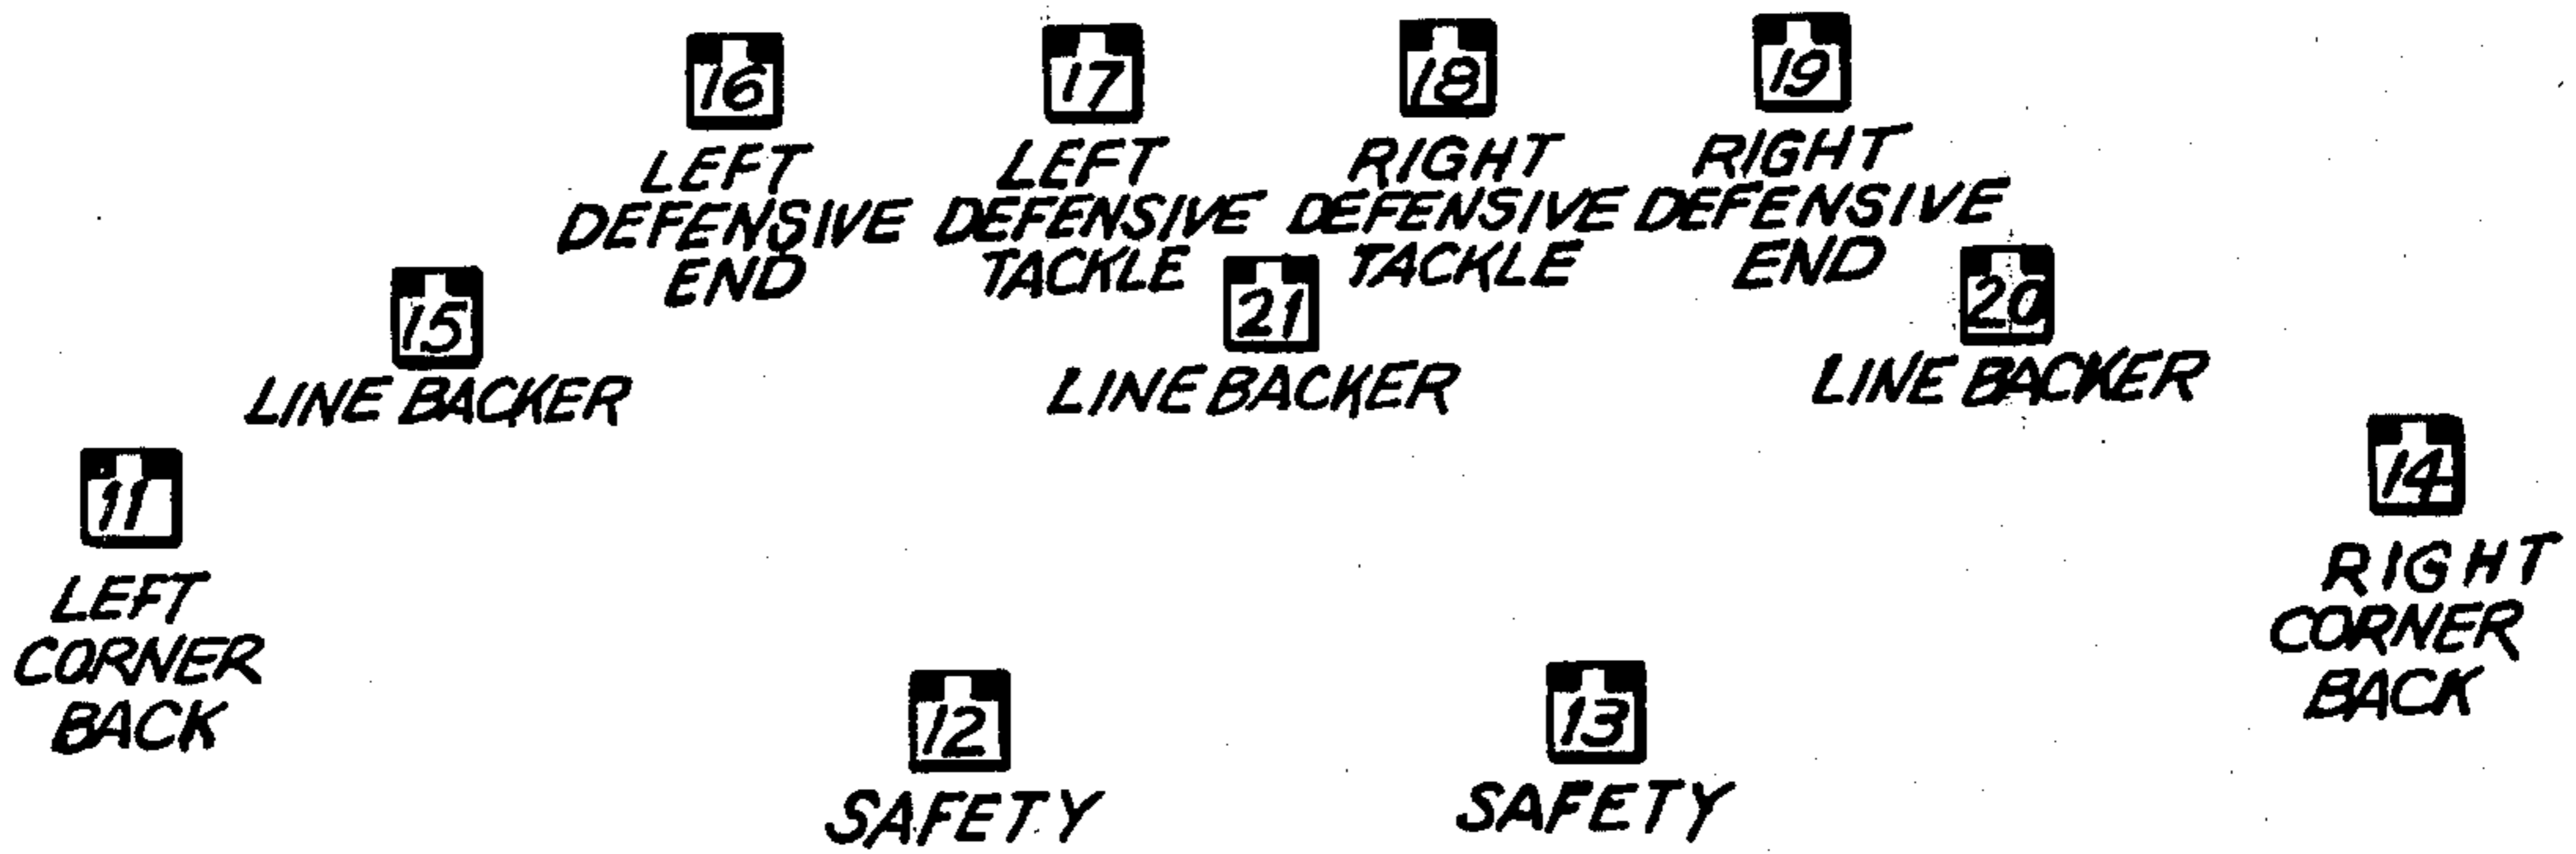 16
LEFT
DEFENSIVE
END
17
LEFT
DEFENSIVE
TACKLE
18
RIGHT
DEFENSIVE
TACKLE
19
RIGHT
DEFENSIVE
END
15
LINE BACKER
21
LINE BACKER
20
LINE BACKER
11
LEFT
CORNER
BACK
14
RIGHT
CORNER
BACK
12
SAFETY
13
SAFETY